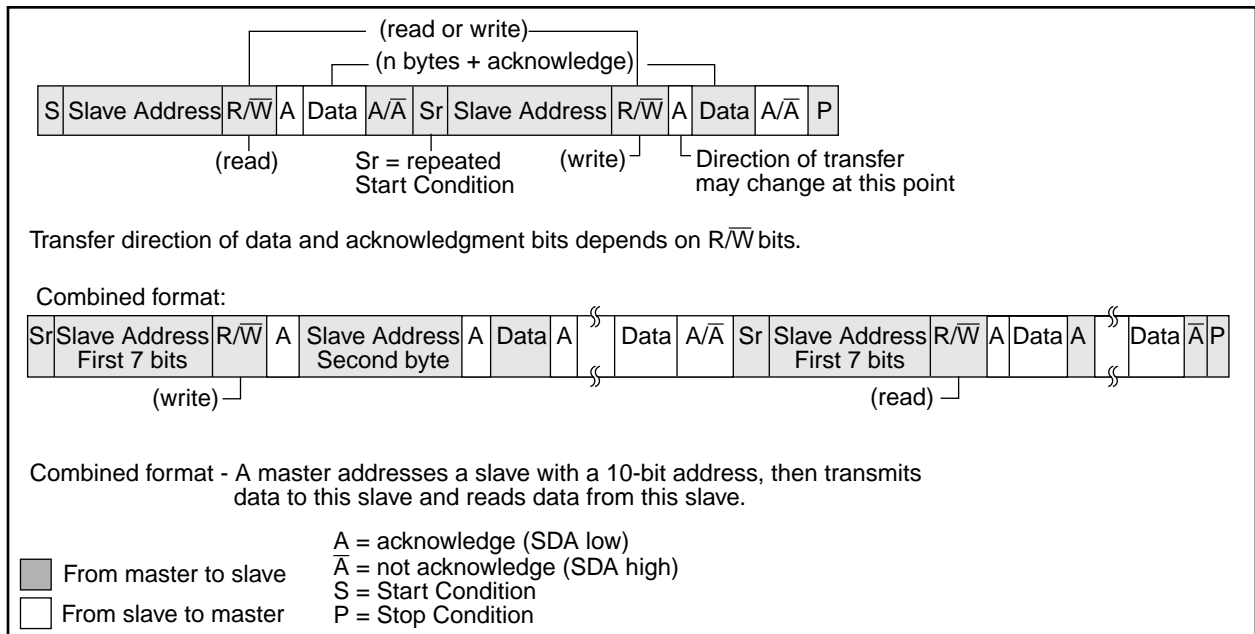 (read or write)
(n bytes + acknowledge)
S Slave Address R/W̅ A Data A/A̅ Sr Slave Address R/W̅ A Data A/A̅ P
(read) Sr = repeated (write) Direction of transfer
Start Condition may change at this point
Transfer direction of data and acknowledgment bits depends on R/W̅ bits.
Combined format:
Sr Slave Address R/W̅ A Slave Address A Data A Data A/A̅ Sr Slave Address R/W̅ A Data A Data A̅ P
First 7 bits Second byte First 7 bits
(write) (read)
Combined format - A master addresses a slave with a 10-bit address, then transmits
data to this slave and reads data from this slave.
A = acknowledge (SDA low)
From master to slave A̅ = not acknowledge (SDA high)
S = Start Condition
From slave to master P = Stop Condition